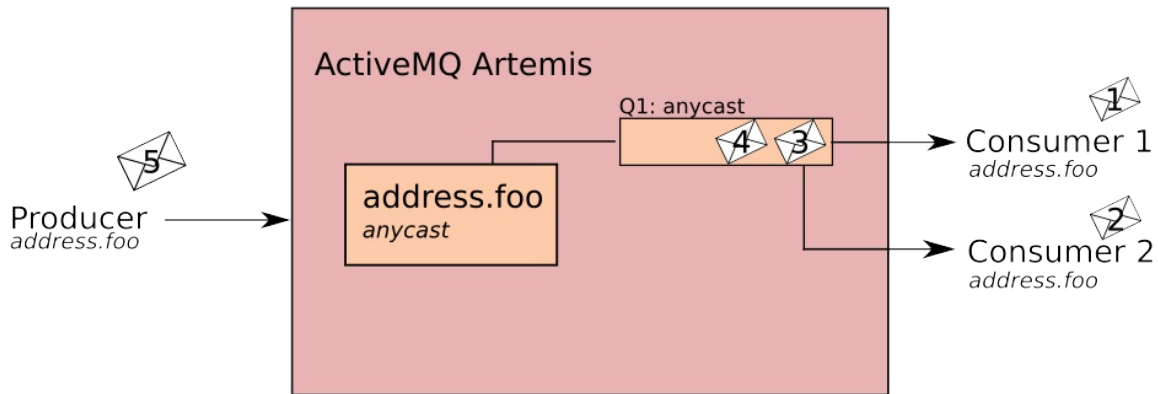 ActiveMQ Artemis
Q1: anycast
1
4
3
Consumer 1
address.foo
5
address.foo
anycast
Producer
address.foo
2
Consumer 2
address.foo